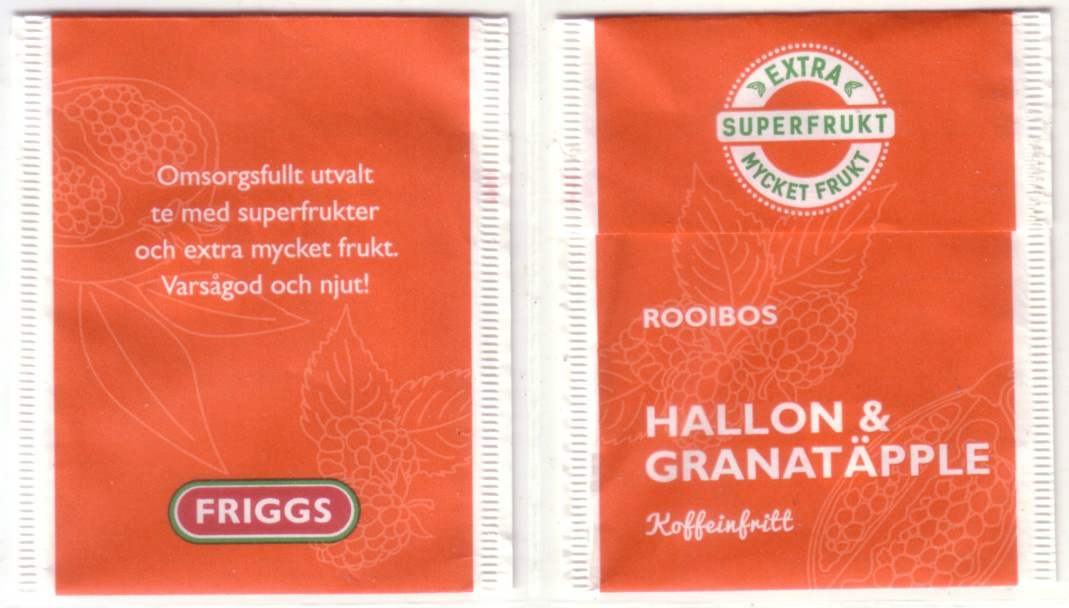 Omsorgsfullt utvalt
te med superfrukter
och extra mycket frukt.
Varsågod och njut!
FRIGGS
EXTRA
SUPERFRUKT
MYCKET FRUKT
ROOIBOS
HALLON &
GRANATÄPPLE
Koffeinfritt